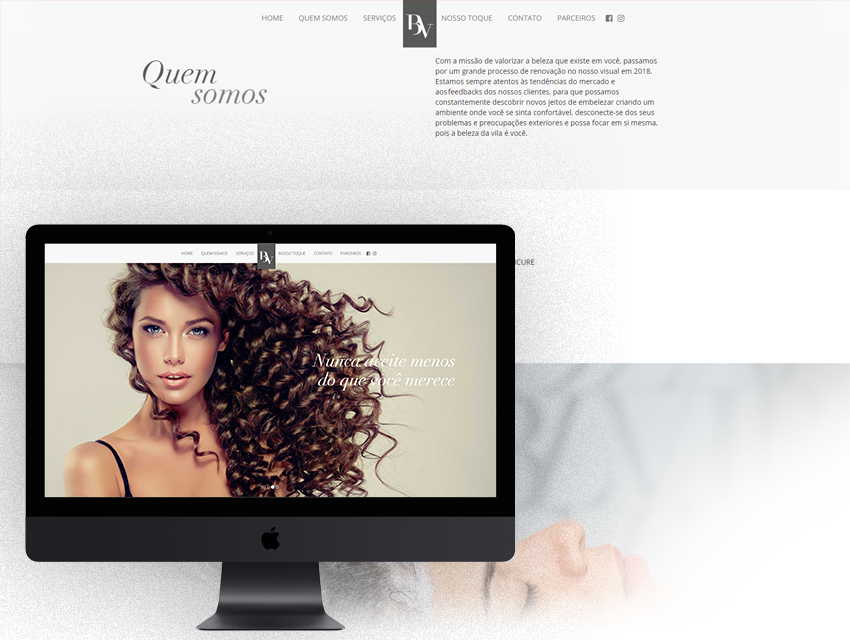 HOME QUEM SOMOS SERVIÇOS BV NOSSO TOQUE CONTATO PARCEIROS
Quem
somos
Com a missão de valorizar a beleza que existe em você, passamos
por um grande processo de renovação no nosso visual em 2018.
Estamos sempre atentos às tendências do mercado e
aos feedbacks dos nossos clientes, para que possamos
constantemente descobrir novos jeitos de embelezar criando um
ambiente onde você se sinta confortável, desconecte-se dos seus
problemas e preocupações exteriores e possa focar em si mesma,
pois a beleza da vila é você.
HOME QUEM SOMOS SERVIÇOS BV NOSSO TOQUE CONTATO PARCEIROS
ICURE
Nunca aceite menos
do que você merece